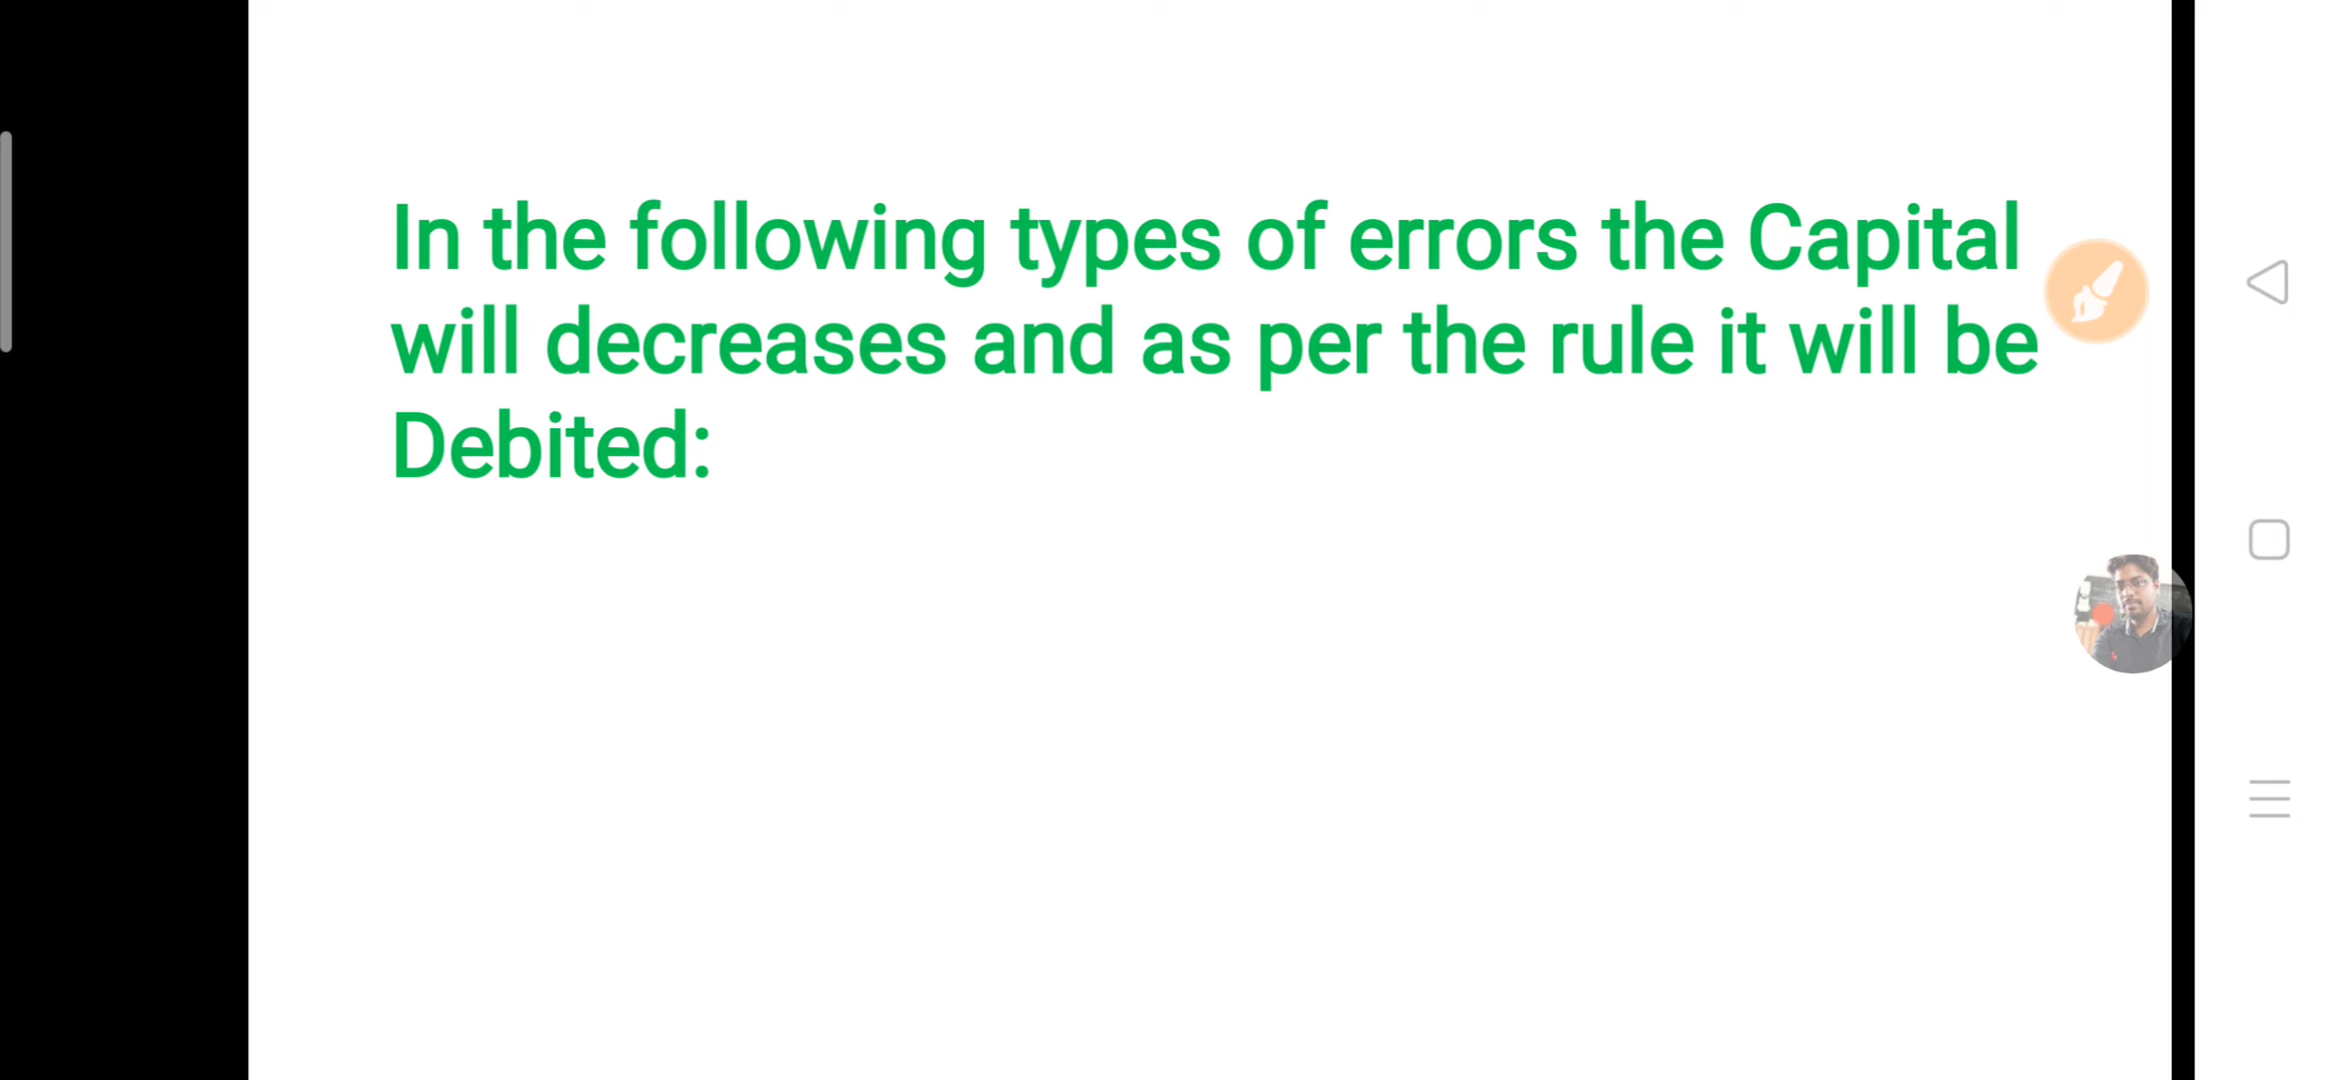 In the following types of errors the Capital
will decreases and as per the rule it will be
Debited: